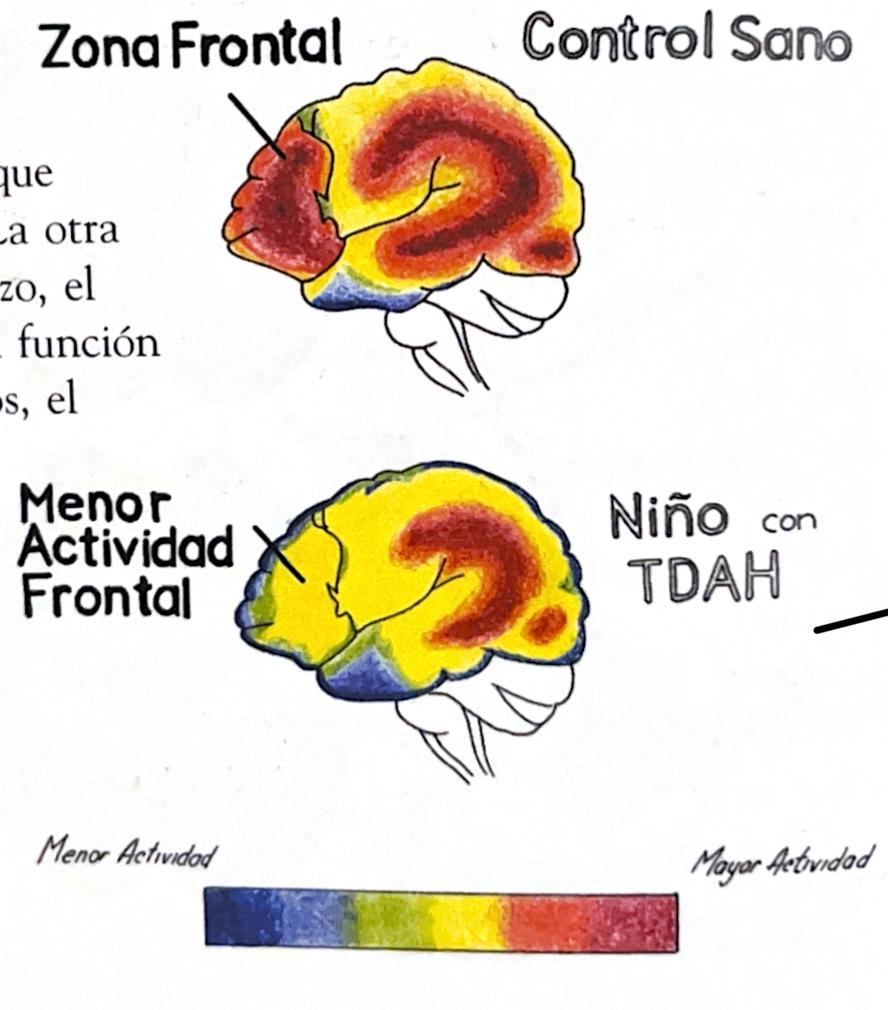 Zona Frontal
Control Sano
que
La otra
zo, el
función
os, el
Menor
Actividad
Frontal
Niño con
TDAH
Menor Actividad
Mayor Actividad